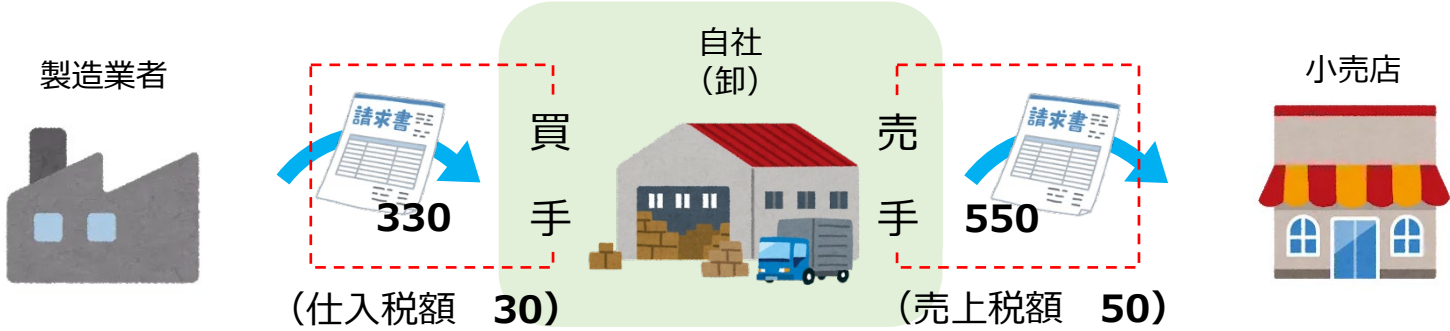 製造業者
請求書
330
（仕入税額　30）
買手
自社
（卸）
売手
請求書
550
（売上税額　50）
小売店